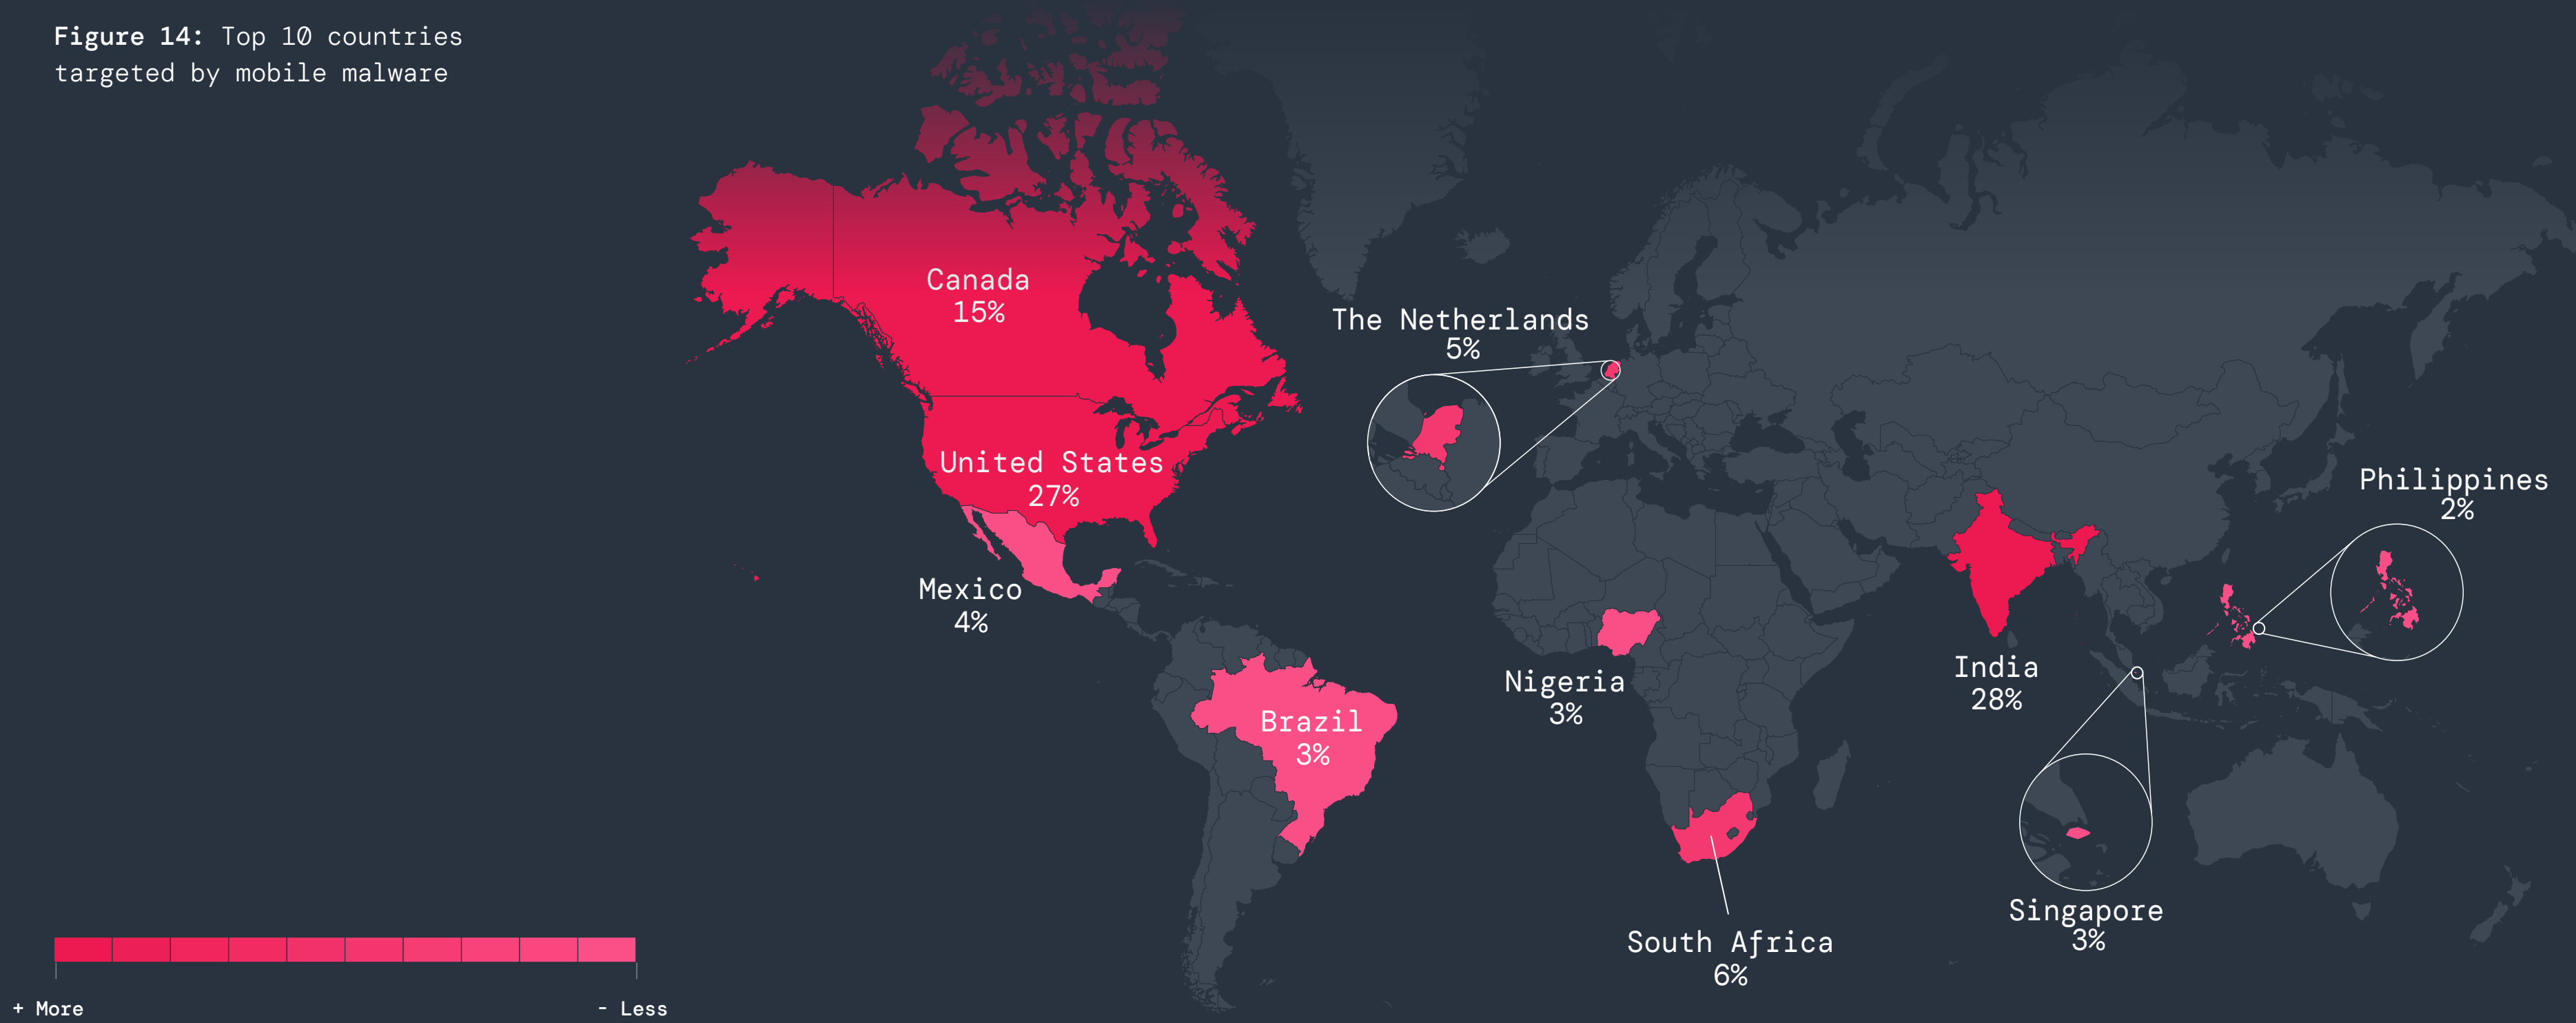 Figure 14: Top 10 countries
targeted by mobile malware
Canada
15%
The Netherlands
5%
United States
27%
Philippines
2%
Mexico
4%
India
28%
Nigeria
3%
Brazil
3%
Singapore
3%
South Africa
6%
+ More
- Less